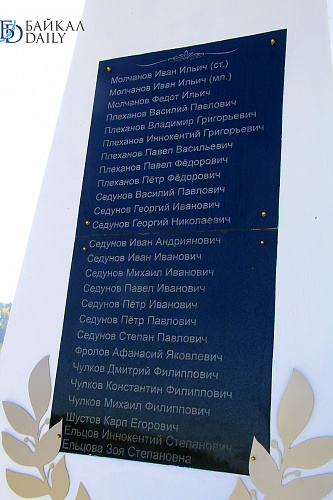 БАЙКАЛ
DAILY
Молчанов Иван Ильич (ст.)
Молчанов Иван Ильич (мл.)
Молчанов Федот Ильич
Плеханов Василий Павлович
Плеханов Владимир Григорьевич
Плеханов Иннокентий Григорьевич
Плеханов Павел Васильевич
Плеханов Павел Фёдорович
Плеханов Пётр Фёдорович
Седунов Василий Павлович
Седунов Георгий Иванович
Седунов Георгий Николаевич
Седунов Иван Андриянович
Седунов Иван Иванович
Седунов Михаил Иванович
Седунов Павел Иванович
Седунов Пётр Иванович
Седунов Пётр Павлович
Седунов Степан Павлович
Фролов Афанасий Яковлевич
Чулков Дмитрий Филиппович
Чулков Константин Филиппович
Чулков Михаил Филиппович
Шустов Карп Егорович
Ельцов Иннокентий Степанович
Ельцова Зоя Степановна